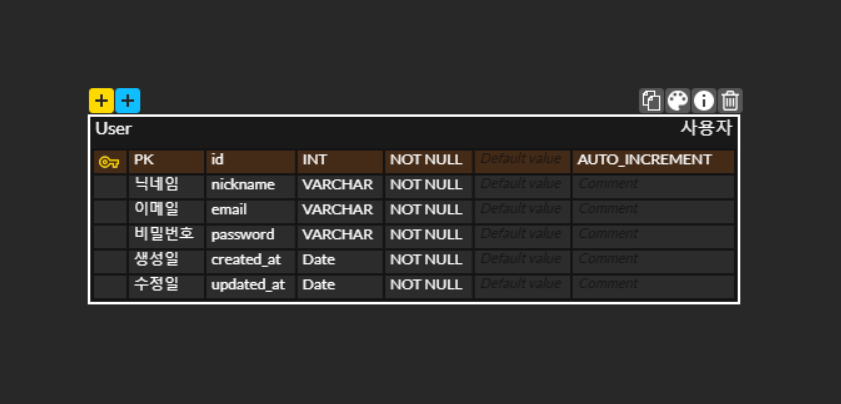 User 사용자
PK id INT NOT NULL Default value AUTO_INCREMENT
닉네임 nickname VARCHAR NOT NULL Default value Comment
이메일 email VARCHAR NOT NULL Default value Comment
비밀번호 password VARCHAR NOT NULL Default value Comment
생성일 created_at Date NOT NULL Default value Comment
수정일 updated_at Date NOT NULL Default value Comment